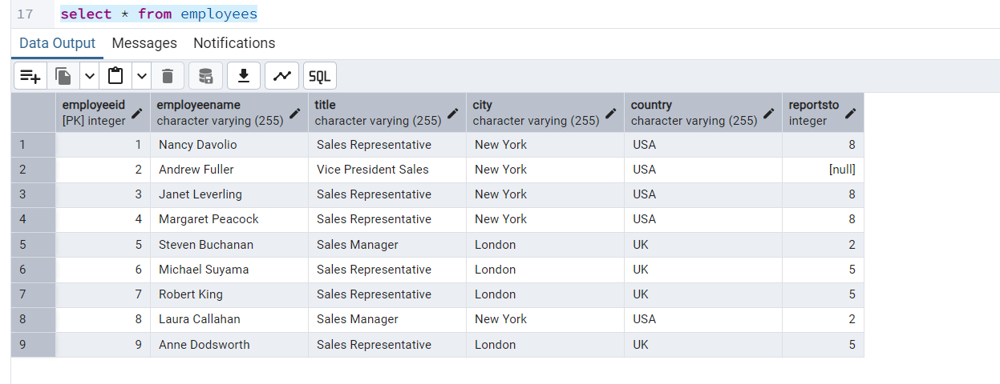 17 select * from employees
Data Output Messages Notifications
SQL
employeeid employeename title city country reportsto
[PK] integer character varying (255) character varying (255) character varying (255) character varying (255) integer
1 1 Nancy Davolio Sales Representative New York USA 8
2 2 Andrew Fuller Vice President Sales New York USA [null]
3 3 Janet Leverling Sales Representative New York USA 8
4 4 Margaret Peacock Sales Representative New York USA 8
5 5 Steven Buchanan Sales Manager London UK 2
6 6 Michael Suyama Sales Representative London UK 5
7 7 Robert King Sales Representative London UK 5
8 8 Laura Callahan Sales Manager New York USA 2
9 9 Anne Dodsworth Sales Representative London UK 5